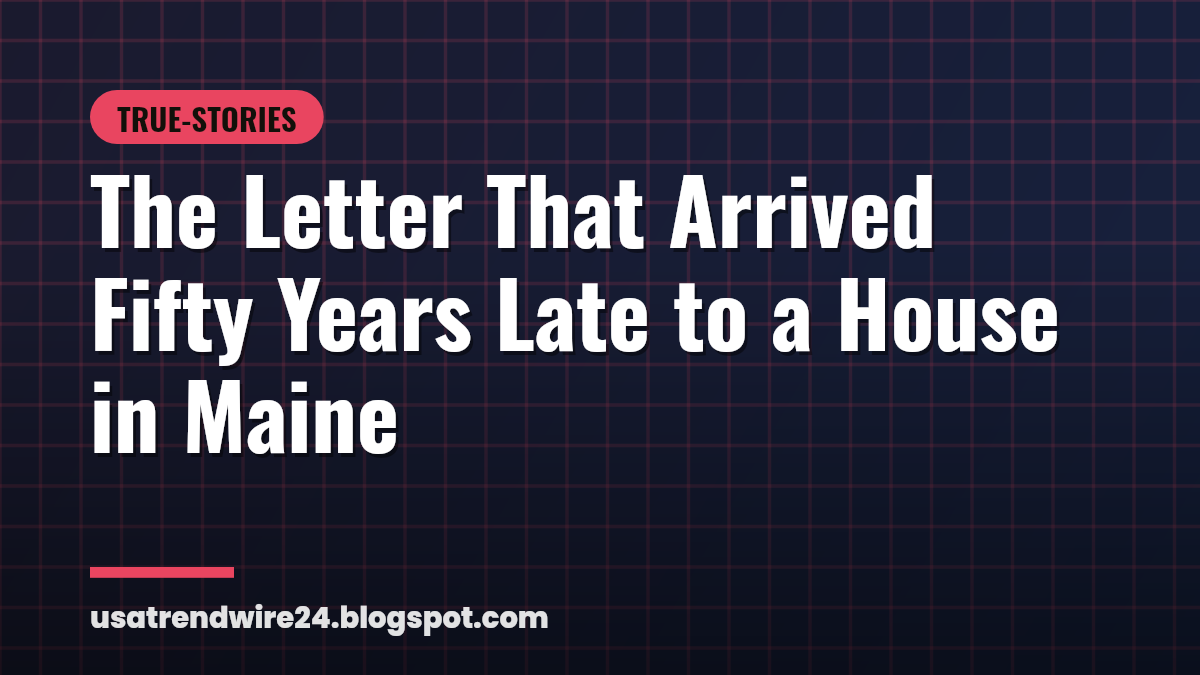 TRUE-STORIES
The Letter That Arrived
Fifty Years Late to a House
in Maine
usatrendwire24.blogspot.com